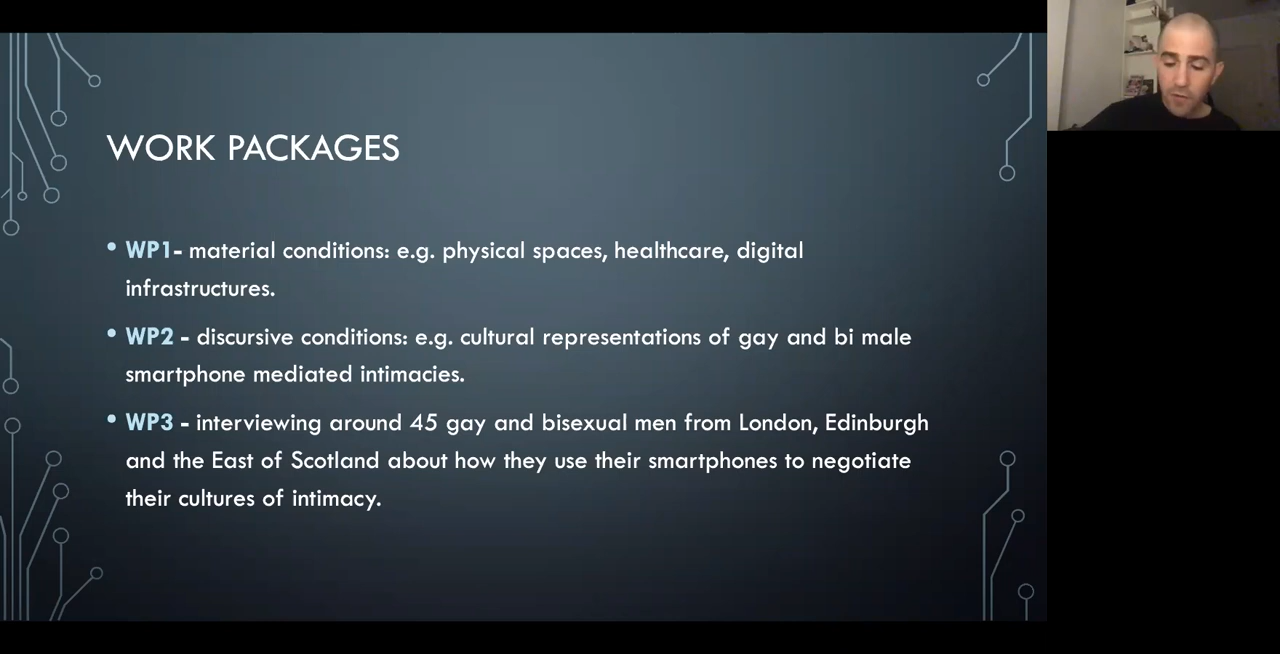 WORK PACKAGES
• WP1- material conditions: e.g. physical spaces, healthcare, digital
infrastructures.
• WP2 - discursive conditions: e.g. cultural representations of gay and bi male
smartphone mediated intimacies.
• WP3 - interviewing around 45 gay and bisexual men from London, Edinburgh
and the East of Scotland about how they use their smartphones to negotiate
their cultures of intimacy.